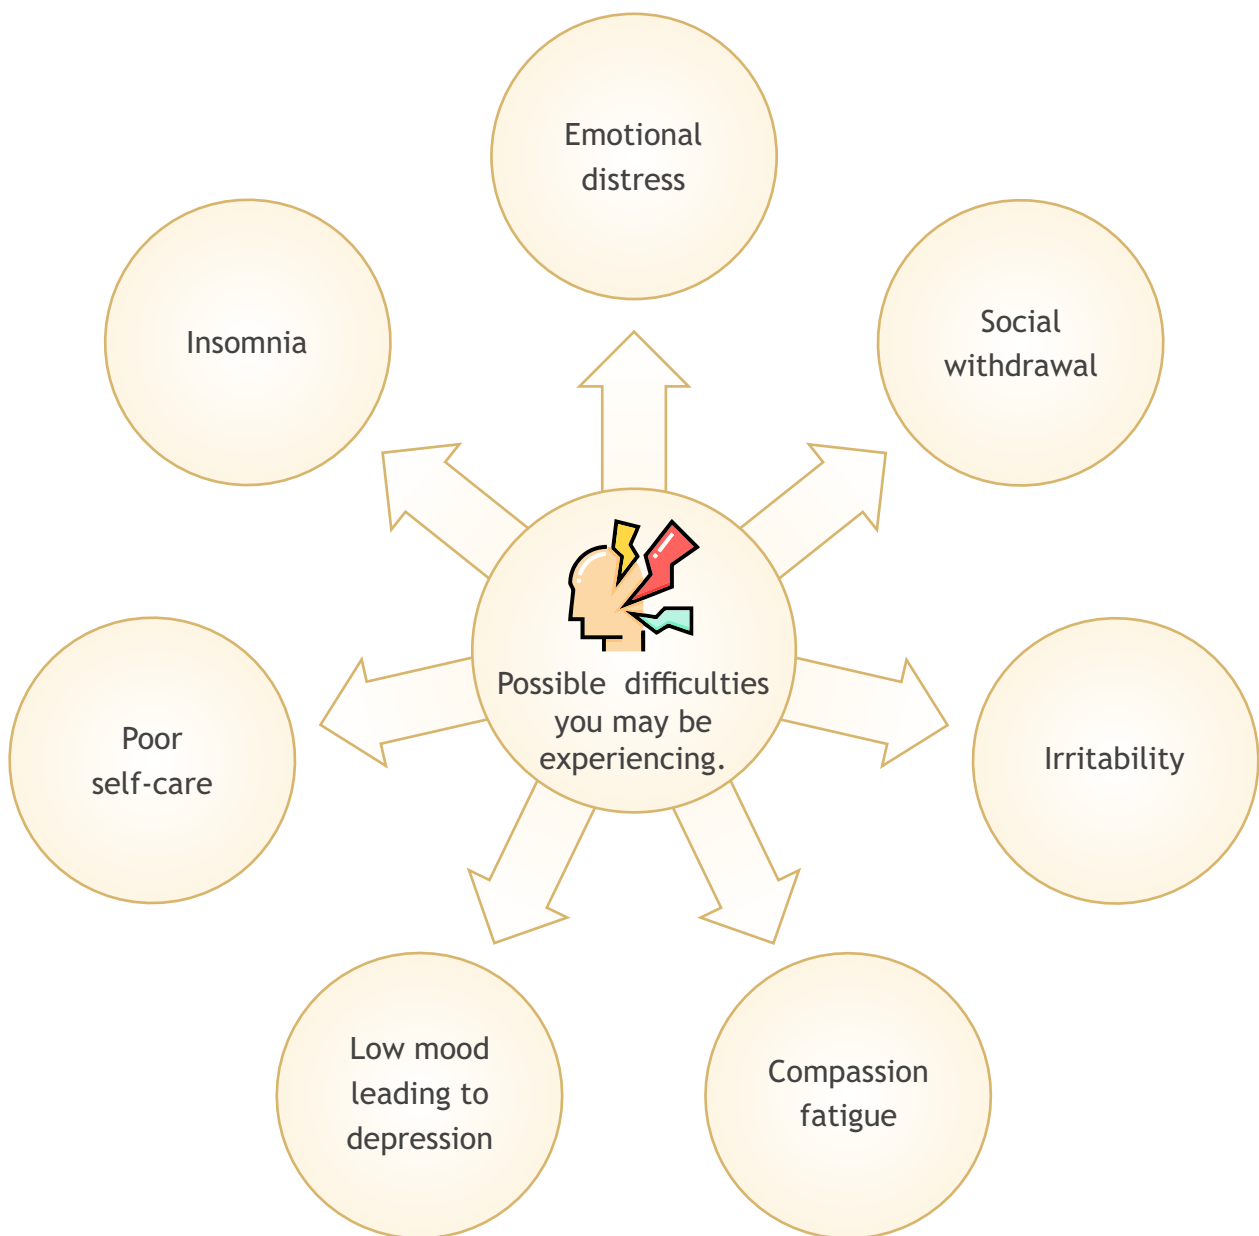 Emotional
distress
Social
withdrawal
Irritability
Compassion
fatigue
Low mood
leading to
depression
Poor
self-care
Insomnia
Possible  difficulties
you may be
experiencing.